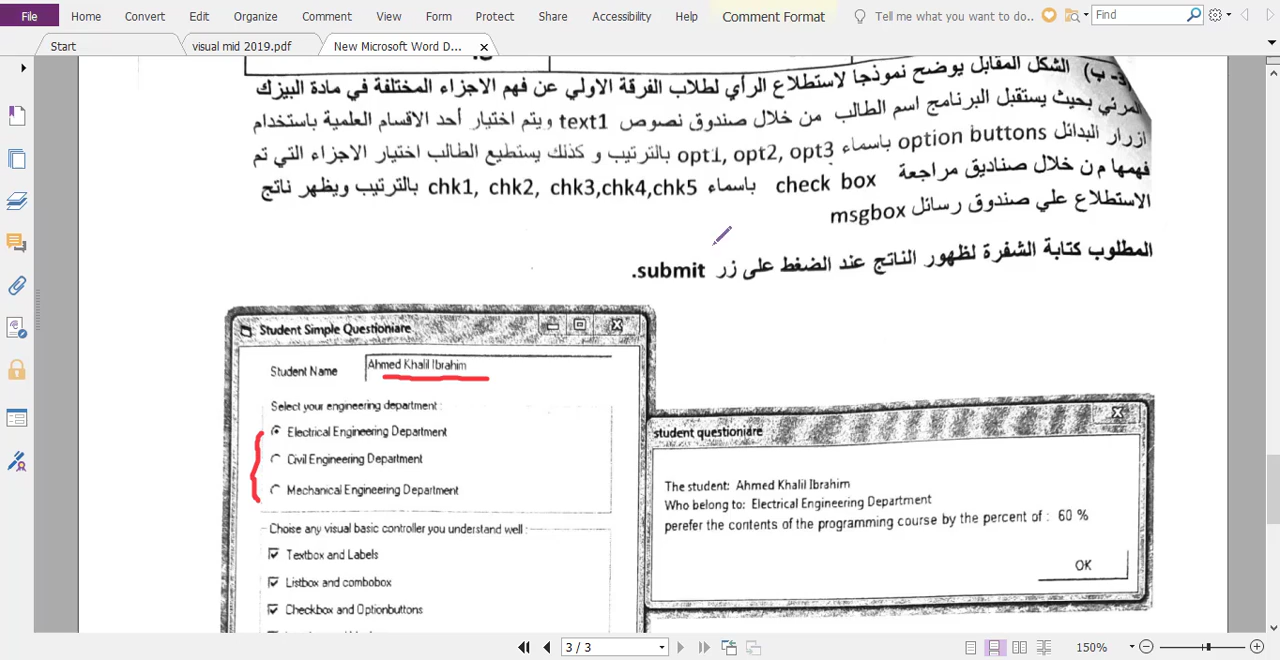 File Home Convert Edit Organize Comment View Form Protect Share Accessibility Help Comment Format Tell me what you want to do.. Find
Start visual mid 2019.pdf New Microsoft Word D...
ب) الشكل المقابل يوضح نموذجا لاستطلاع الرأي لطلاب الفرقة الاولي عن فهم الاجزاء المختلفة في مادة البيزك
المرئي بحيث يستقبل البرنامج اسم الطالب من خلال صندوق نصوص text1 ويتم اختيار أحد الاقسام العلمية باستخدام
ازرار البدائل option buttons باسماء opt1, opt2, opt3 بالترتيب و كذلك يستطيع الطالب اختيار الاجزاء التي تم
فهمها من خلال صناديق مراجعة check box باسماء chk1, chk2, chk3,chk4,chk5 بالترتيب ويظهر ناتج
الاستطلاع علي صندوق رسائل msgbox
المطلوب كتابة الشفرة لظهور الناتج عند الضغط على زر submit.
Student Simple Questioniare
Student Name Ahmed Khalil Ibrahim
Select your engineering department:
Electrical Engineering Department
Civil Engineering Department
Mechanical Engineering Department
Choise any visual basic controller you understand well:
Textbox and Labels
Listbox and combobox
Checkbox and Optionbuttons
student questioniare
The student: Ahmed Khalil Ibrahim
Who belong to: Electrical Engineering Department
perefer the contents of the programming course by the percent of : 60 %
OK
3 / 3 150%